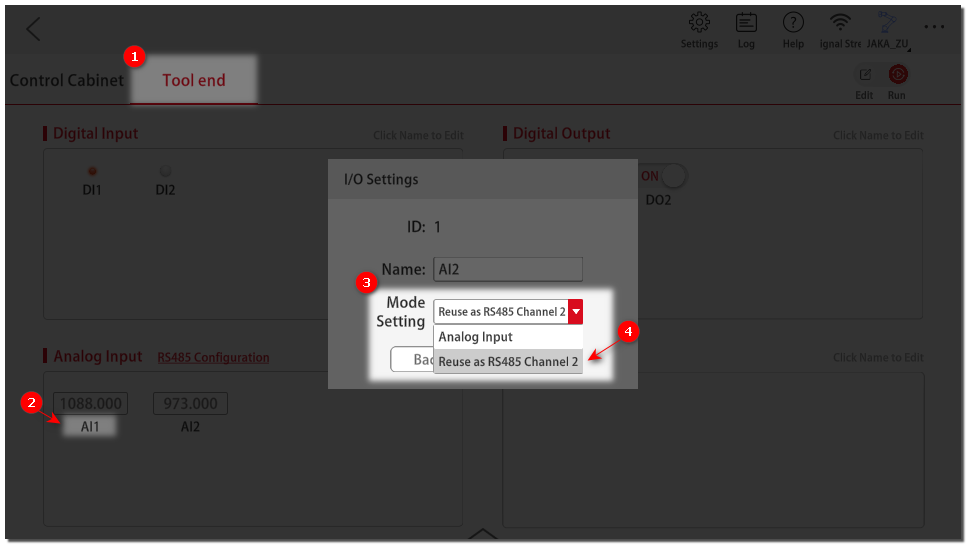 Settings
Log
Help
ignal Stre
JAKA_ZU
1
Control Cabinet
Tool end
Edit
Run
Digital Input
Click Name to Edit
DI1
DI2
Digital Output
Click Name to Edit
ON
DO2
I/O Settings
ID: 1
Name: AI2
3
Mode
Setting
Reuse as RS485 Channel 2
Analog Input
Reuse as RS485 Channel 2
4
Bac
Analog Input
RS485 Configuration
Click Name to Edit
2
1088.000
973.000
AI1
AI2